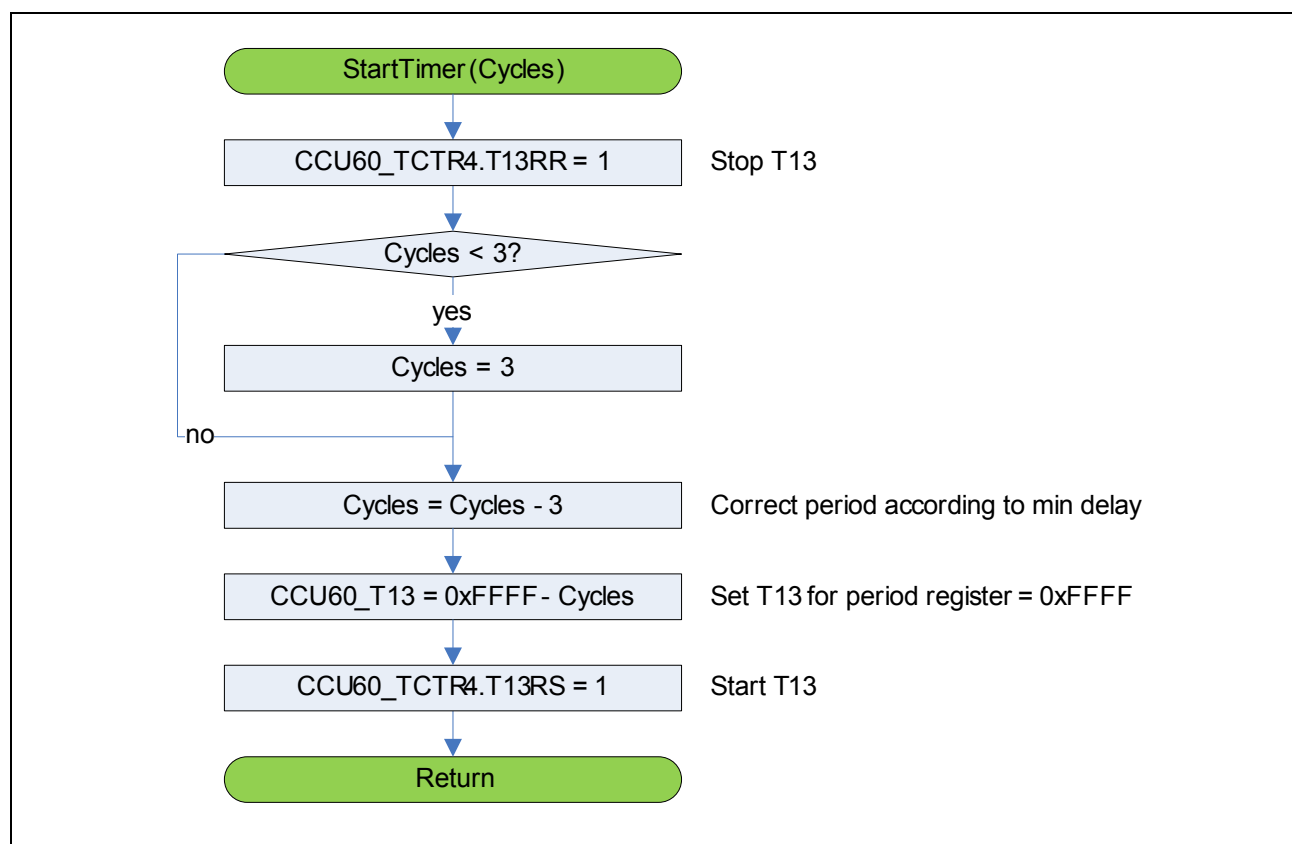 StartTimer(Cycles)
CCU60_TCTR4.T13RR = 1
Stop T13
Cycles < 3?
yes
Cycles = 3
no
Cycles = Cycles - 3
Correct period according to min delay
CCU60_T13 = 0xFFFF - Cycles
Set T13 for period register = 0xFFFF
CCU60_TCTR4.T13RS = 1
Start T13
Return